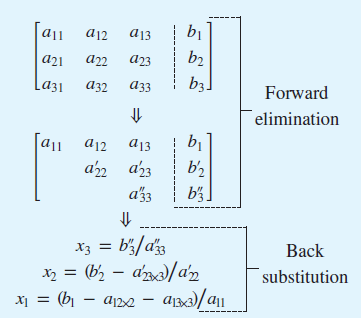 a11 a12 a13 b1
a21 a22 a23 b2
a31 a32 a33 b3
Forward
elimination
⇓
a11 a12 a13 b1
a′22 a′23 b′2
a″33 b″3
⇓
x3 = b″3/a″33
Back
x2 = (b′2 − a′23x3)/a′22
substitution
x1 = (b1 − a12x2 − a13x3)/a11